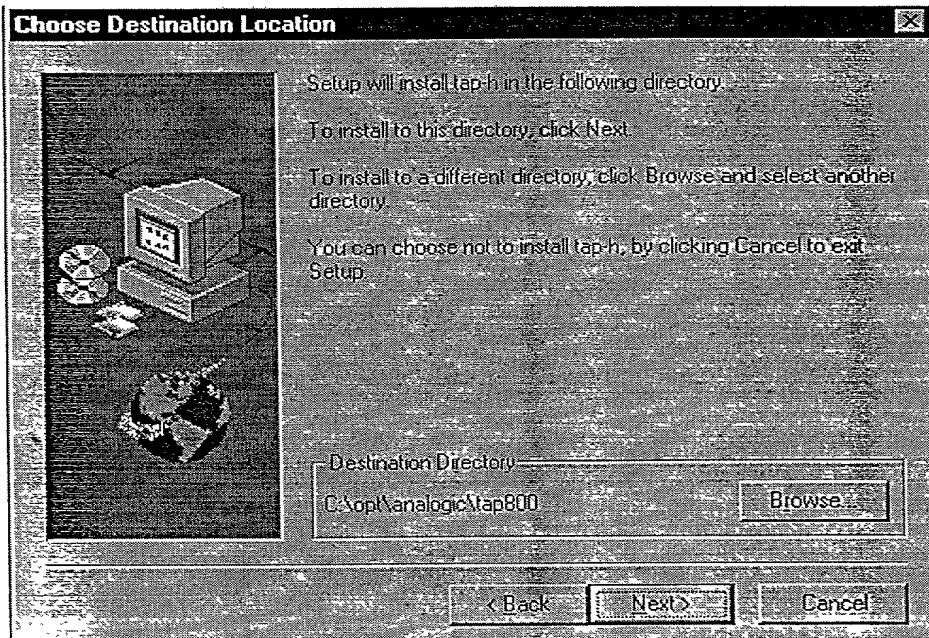 Choose Destination Location
Setup will install tap-h in the following directory.
To install to this directory, click Next.
To install to a different directory, click Browse and select another
directory.
You can choose not to install tap-h, by clicking Cancel to exit
Setup.
Destination Directory
C:\opt\analogic\tap800
Browse...
< Back
Next >
Cancel